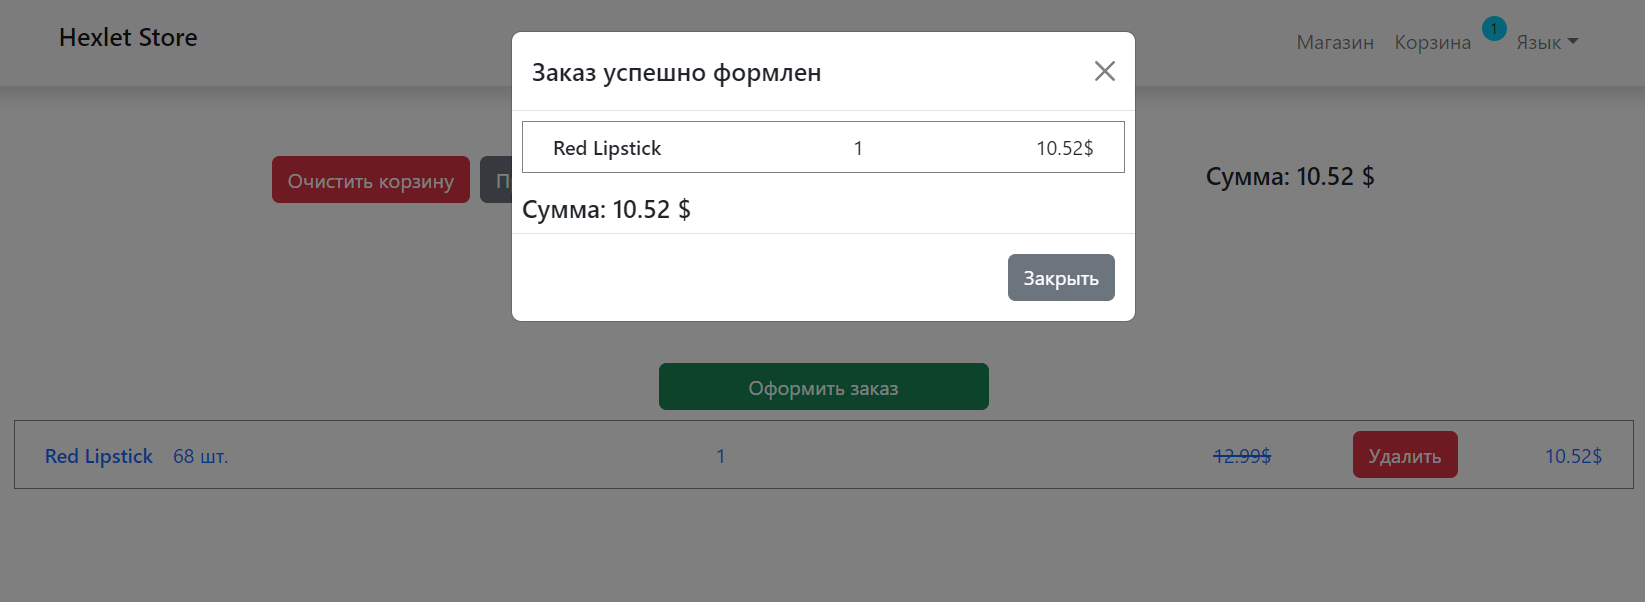 Hexlet Store
Магазин Корзина 1 Язык
Заказ успешно формлен
Red Lipstick 1 10.52$
Сумма: 10.52 $
Закрыть
Очистить корзину
Сумма: 10.52 $
Оформить заказ
Red Lipstick 68 шт. 1 12.99$ Удалить 10.52$